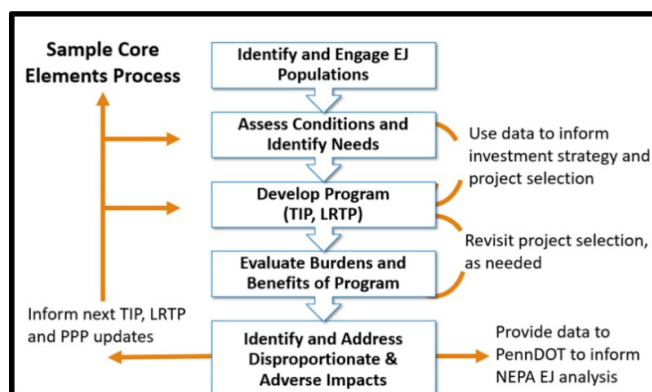 Sample Core
Elements Process
Identify and Engage EJ
Populations
Assess Conditions and
Identify Needs
Use data to inform
investment strategy and
project selection
Develop Program
(TIP, LRTP)
Revisit project selection,
as needed
Evaluate Burdens and
Benefits of Program
Inform next TIP, LRTP
and PPP updates
Identify and Address
Disproportionate &
Adverse Impacts
Provide data to
PennDOT to inform
NEPA EJ analysis